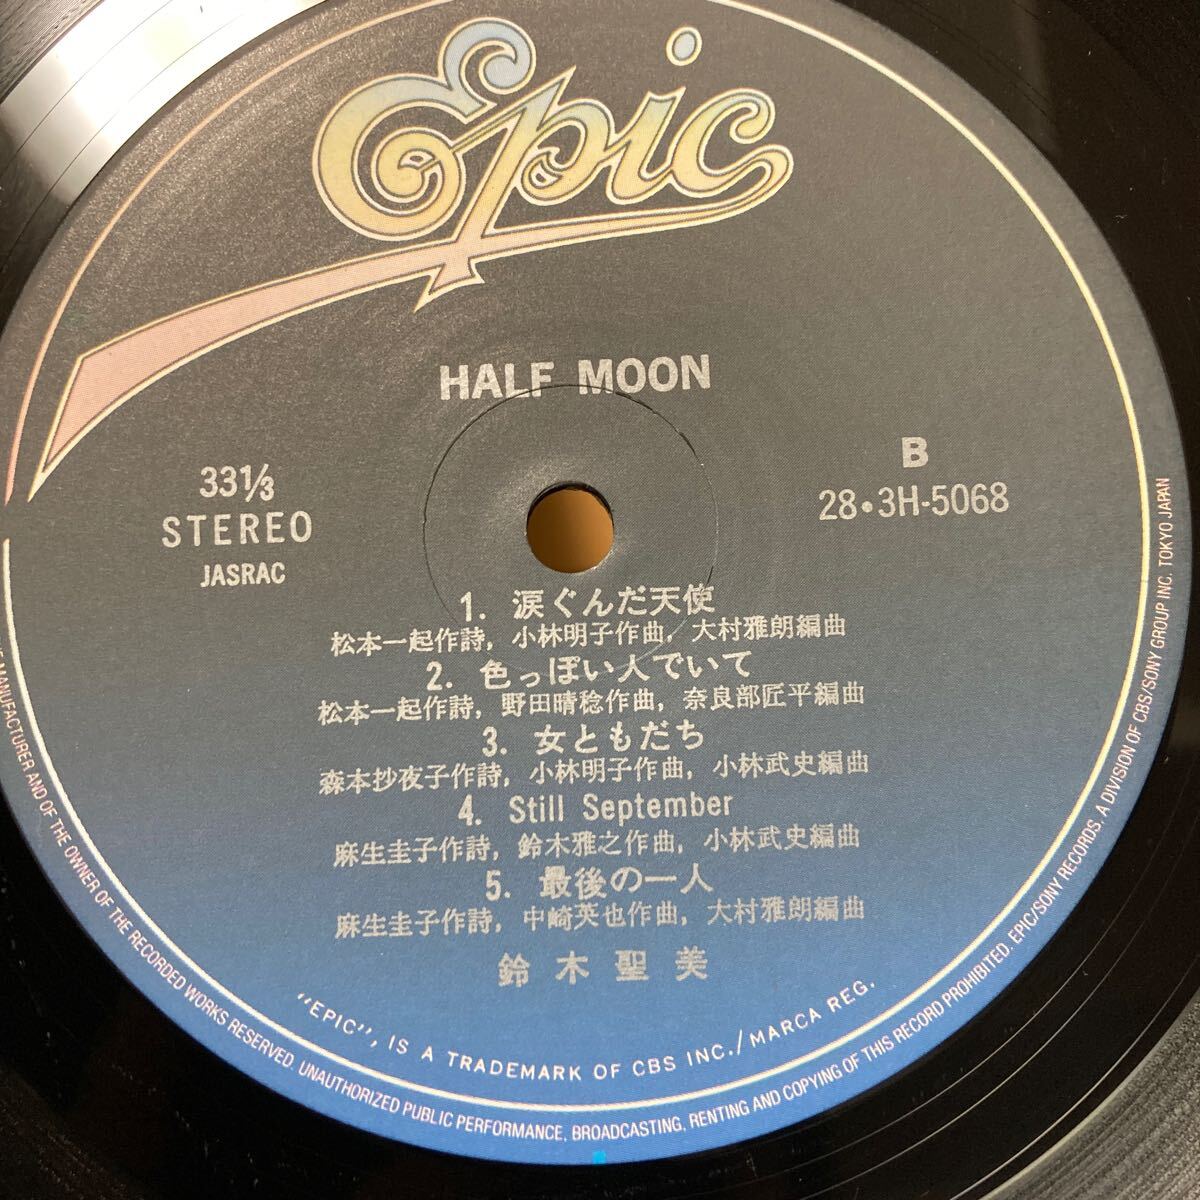 Epic
HALF MOON
33⅓
STEREO
JASRAC
B
28•3H-5068
1. 涙ぐんだ天使
松本一起作詩, 小林明子作曲, 大村雅朗編曲
2. 色っぽい人でいて
松本一起作詩, 野田晴稔作曲, 奈良部匠平編曲
3. 女ともだち
森本抄夜子作詩, 小林明子作曲, 小林武史編曲
4. Still September
麻生圭子作詩, 鈴木雅之作曲, 小林武史編曲
5. 最後の一人
麻生圭子作詩, 中崎英也作曲, 大村雅朗編曲
鈴木聖美
"EPIC", IS A TRADEMARK OF CBS INC./MARCA REG.
MANUFACTURER AND OF THE OWNER OF THE RECORDED WORKS RESERVED. UNAUTHORIZED PUBLIC PERFORMANCE, BROADCASTING, RENTING AND COPYING OF THIS RECORD PROHIBITED. EPIC/SONY RECORDS. A DIVISION OF CBS/SONY GROUP INC. TOKYO JAPAN